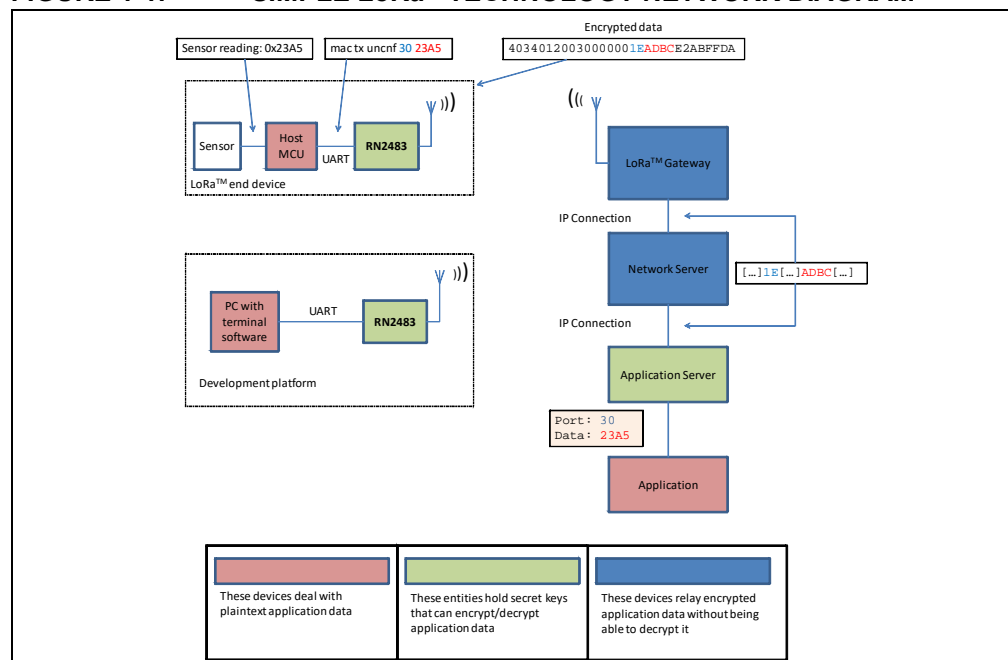 Encrypted data
Sensor reading: 0x23A5
mac tx uncnf 30 23A5
40340120030000001EADBCE2ABFFDA
Sensor
Host
MCU
UART
RN2483
LoRa™ end device
LoRa™ Gateway
IP Connection
Network Server
[…]1E[…]ADBC[…]
IP Connection
PC with
terminal
software
UART
RN2483
Development platform
Application Server
Port: 30
Data: 23A5
Application
These devices deal with
plaintext application data
These entities hold secret keys
that can encrypt/decrypt
application data
These devices relay encrypted
application data without being
able to decrypt it